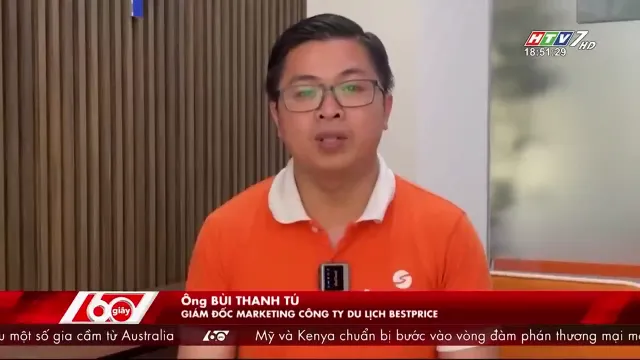 HTV7 HD
18:51:29
Ông BÙI THANH TÚ
GIÁM ĐỐC MARKETING CÔNG TY DU LỊCH BESTPRICE
60 giây
một số gia cầm từ Australia
Mỹ và Kenya chuẩn bị bước vào vòng đàm phán thương mại